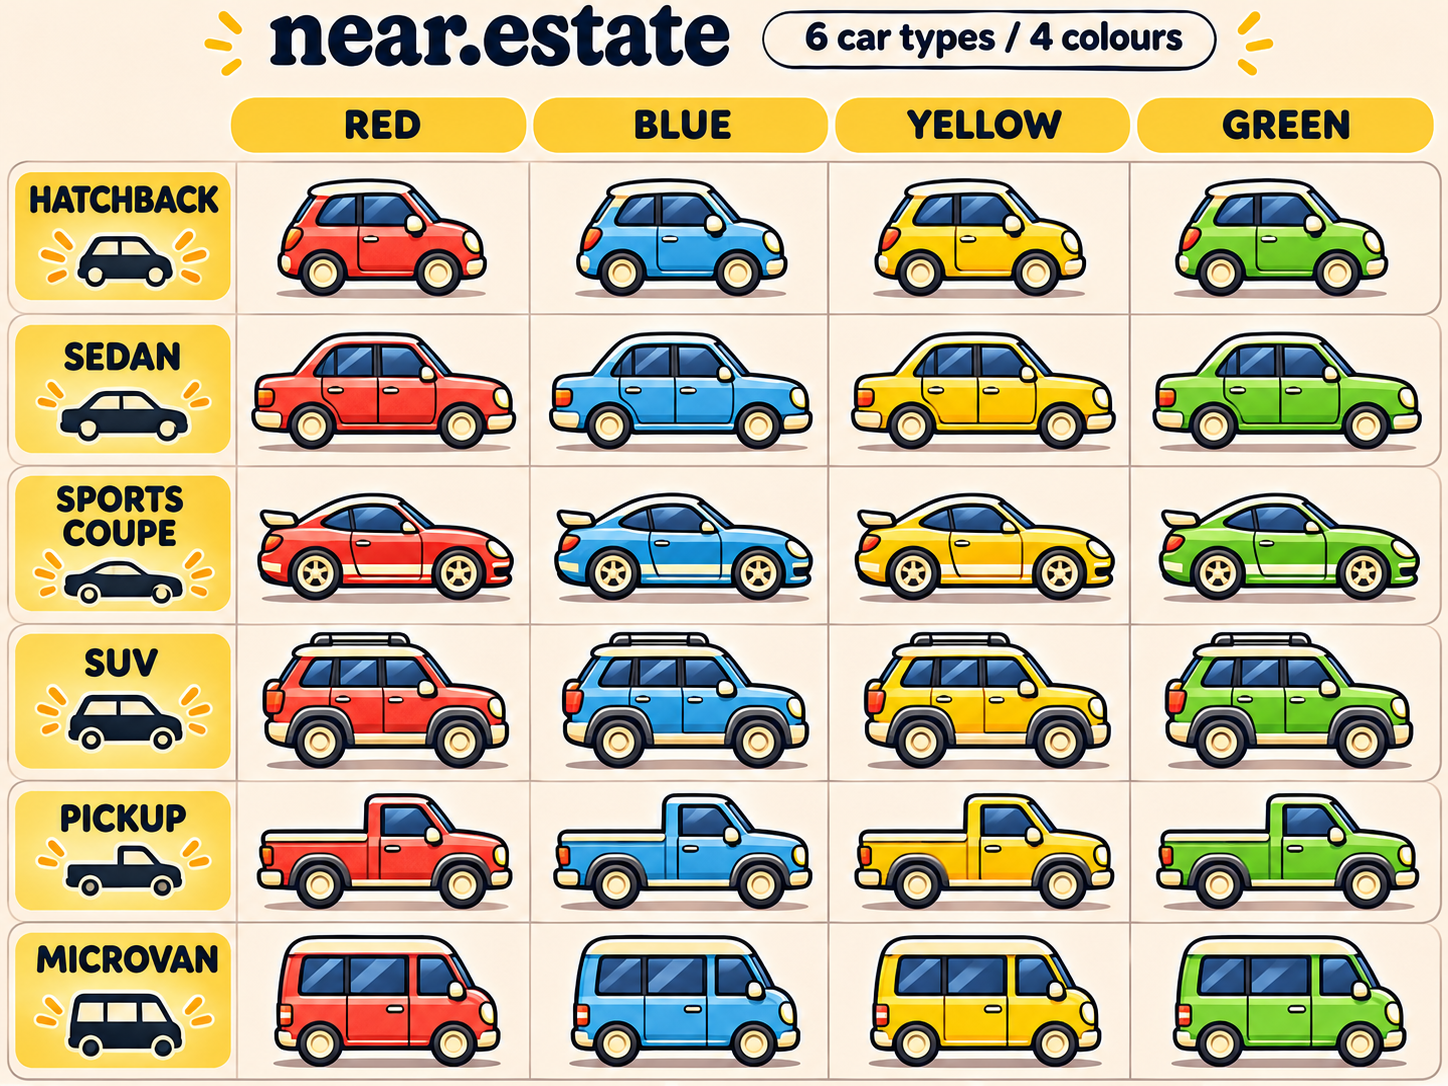 near.estate
6 car types / 4 colours
RED BLUE YELLOW GREEN
HATCHBACK
SEDAN
SPORTS
COUPE
SUV
PICKUP
MICROVAN